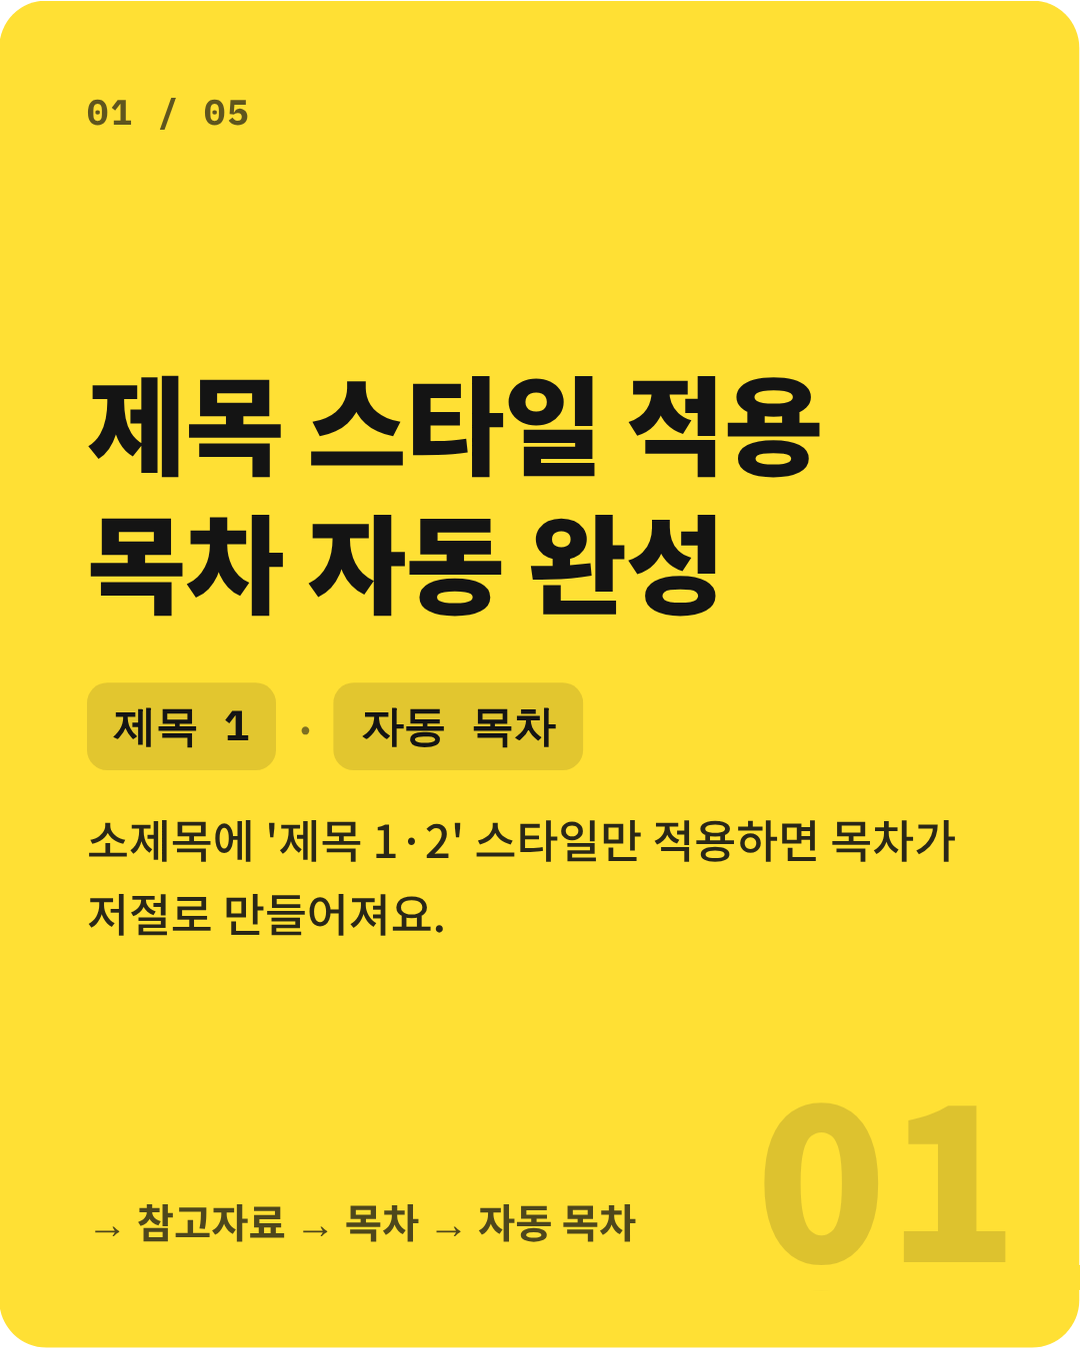 01 / 05
제목 스타일 적용
목차 자동 완성
제목 1 · 자동 목차
소제목에 '제목 1·2' 스타일만 적용하면 목차가
저절로 만들어져요.
→ 참고자료 → 목차 → 자동 목차
01